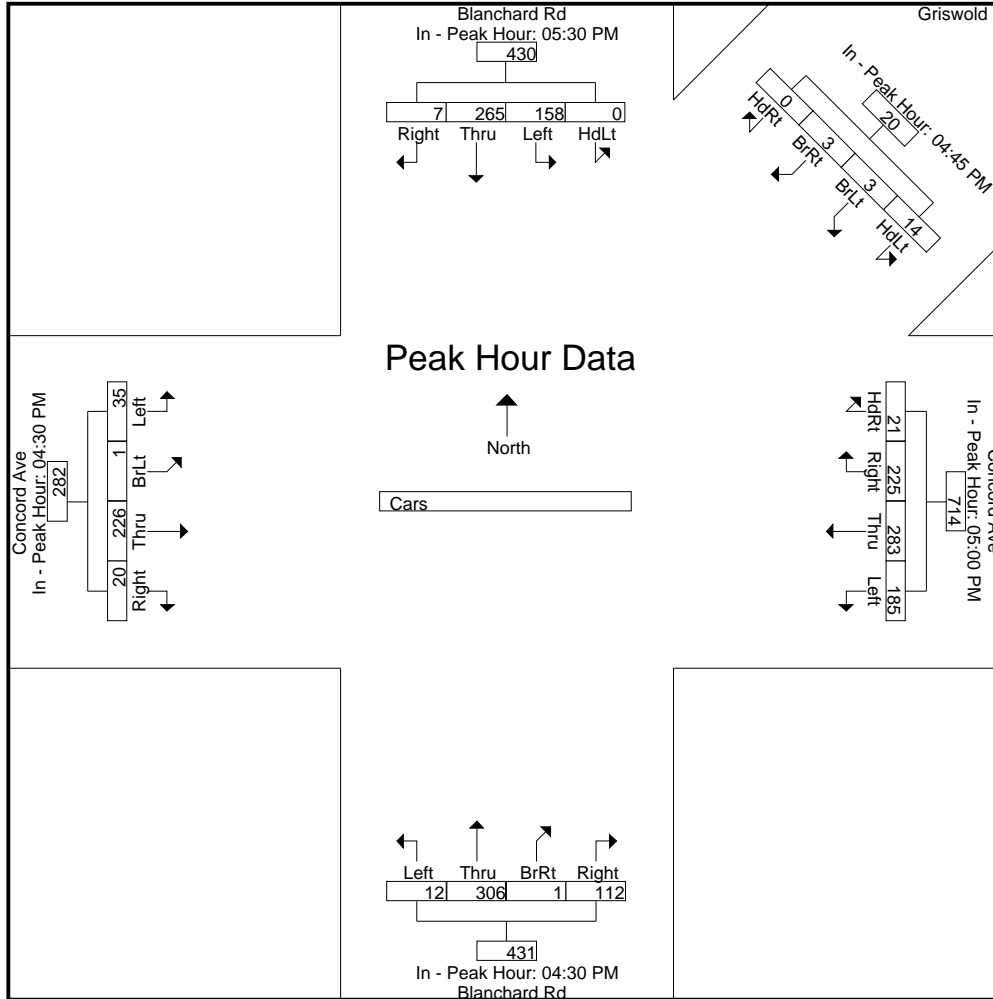 Blanchard Rd
In - Peak Hour: 05:30 PM
430
7 265 158 0
Right Thru Left HdLt
Griswold
In - Peak Hour: 04:45 PM
20
0 3 3 14
HdRt BrRt BrLt HdLt
Peak Hour Data
North
Cars
Concord Ave
In - Peak Hour: 04:30 PM
282
35 1 226 20
Left BrLt Thru Right
Concord Ave
In - Peak Hour: 05:00 PM
714
21 225 283 185
HdRt Right Thru Left
Left Thru BrRt Right
12 306 1 112
431
In - Peak Hour: 04:30 PM
Blanchard Rd